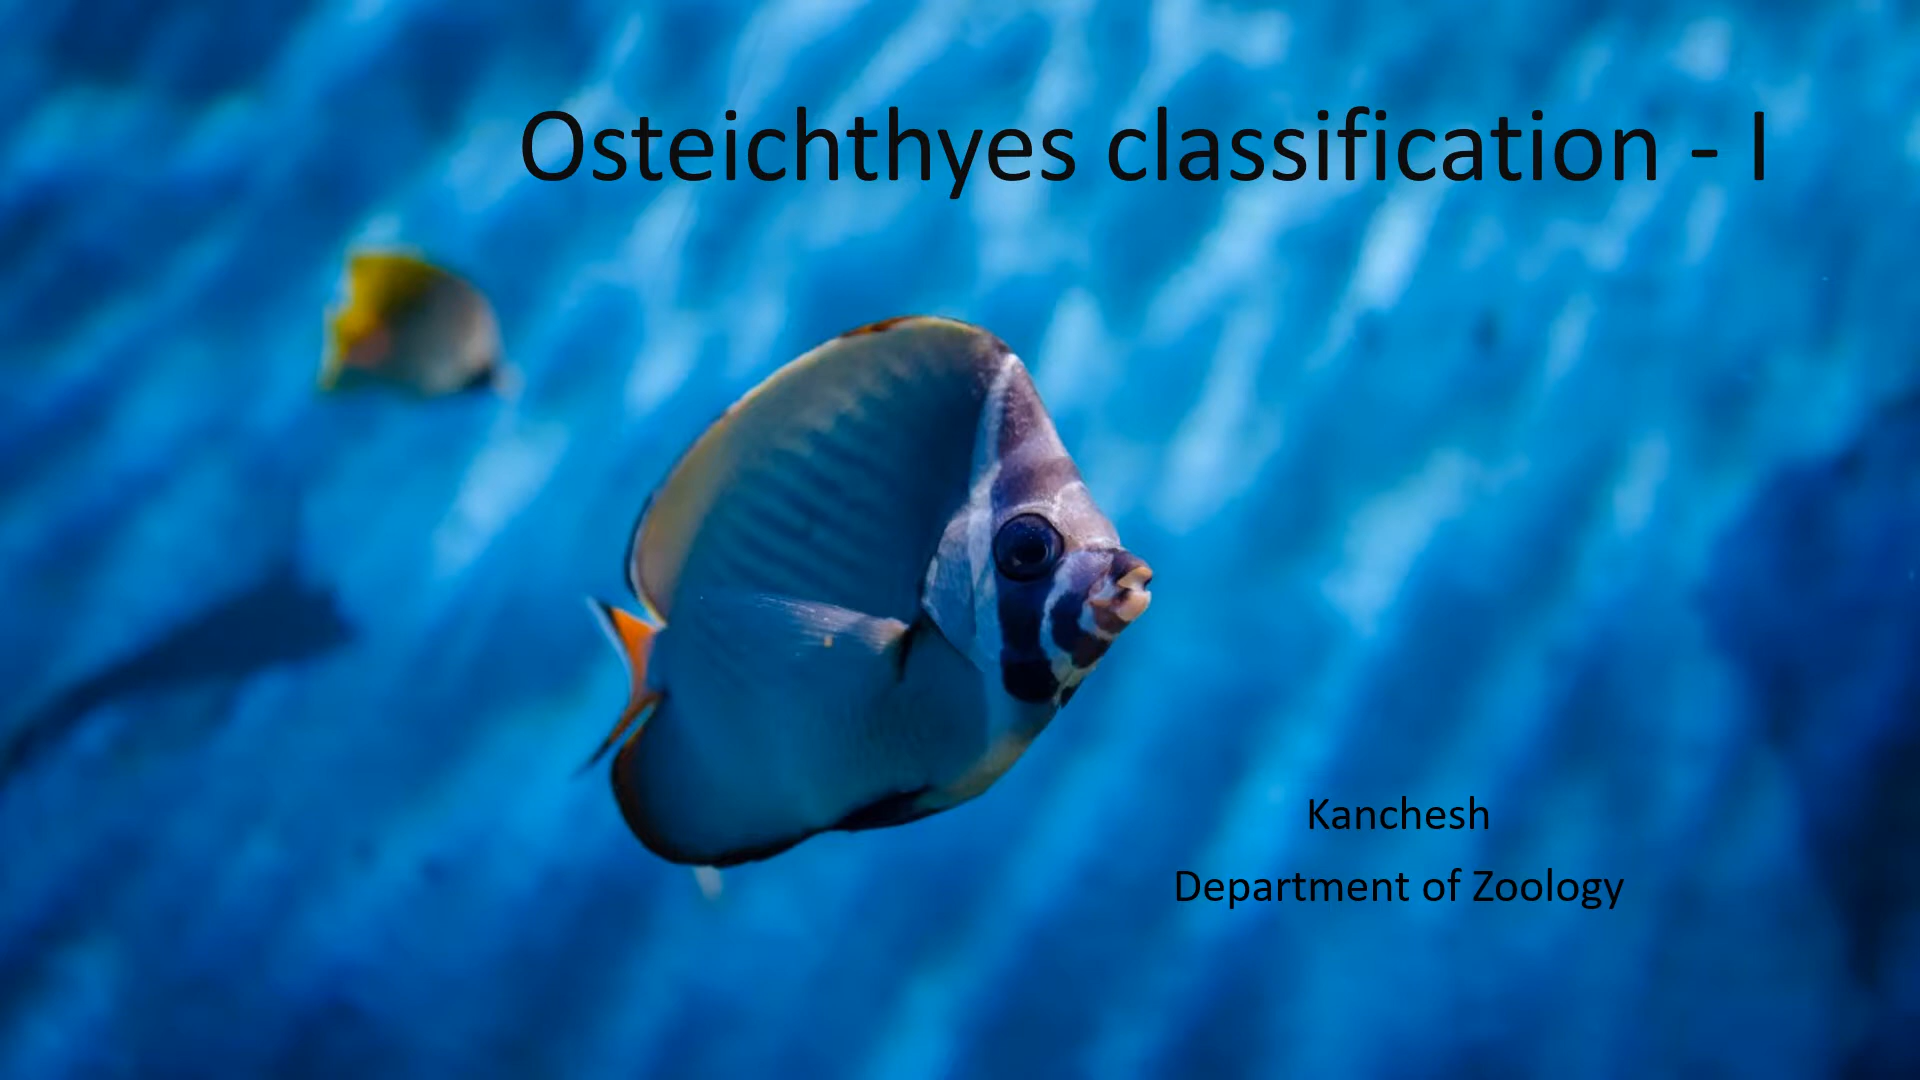 Osteichthyes classification - I
Kanchesh
Department of Zoology